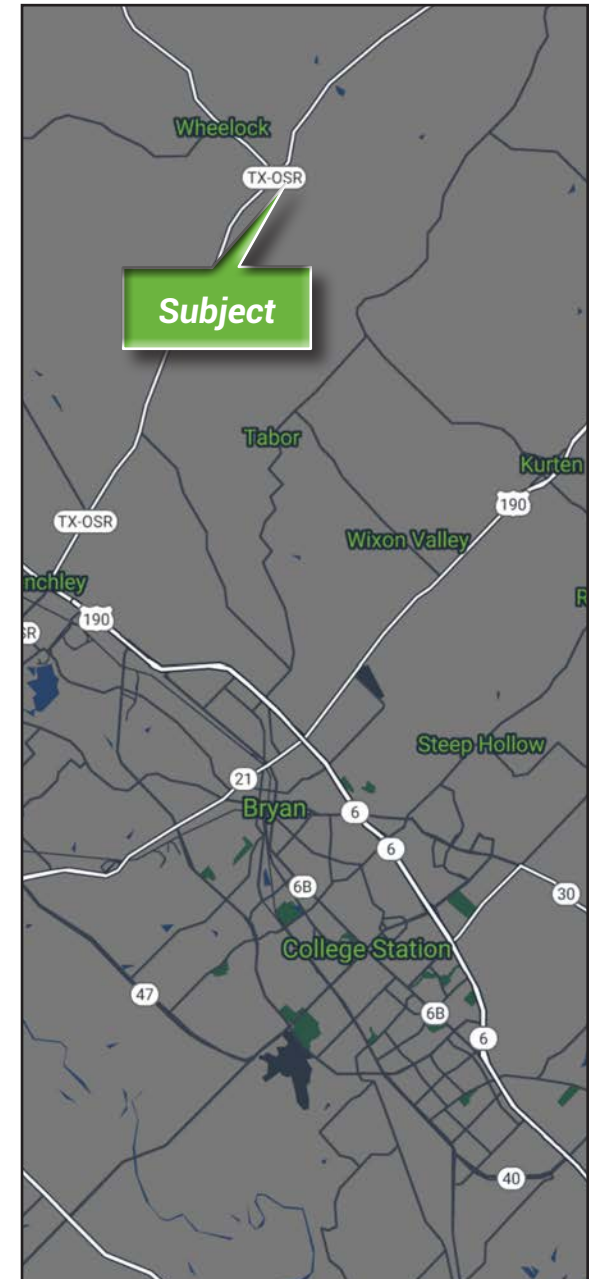 Wheelock
TX-OSR
Subject
Tabor
Kurten
190
TX-OSR
Wixon Valley
nchley
R
190
SR
Steep Hollow
21
Bryan
6
6
6B
30
College Station
47
6B
6
40